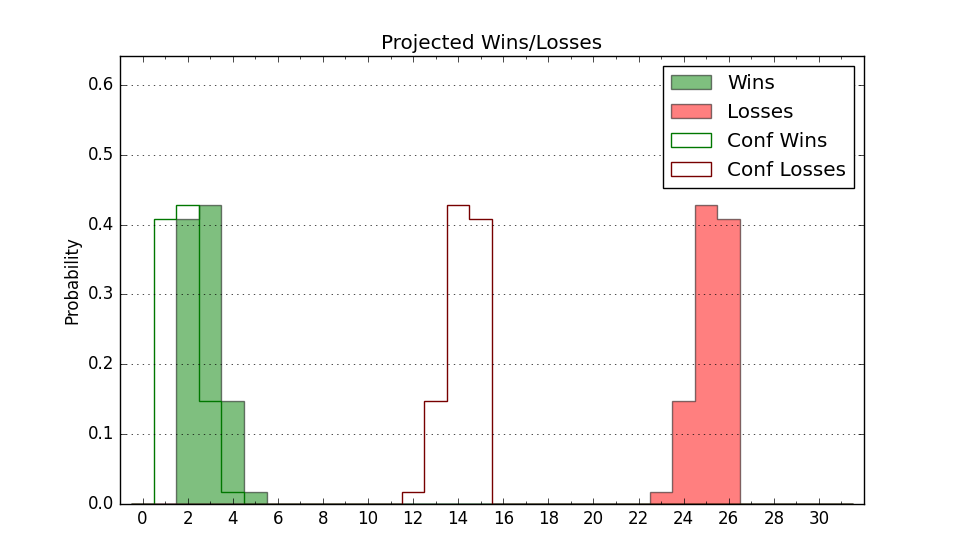 Projected Wins/Losses
Wins
Losses
Conf Wins
Conf Losses
Probability
0.6
0.5
0.4
0.3
0.2
0.1
0.0
0 2 4 6 8 10 12 14 16 18 20 22 24 26 28 30